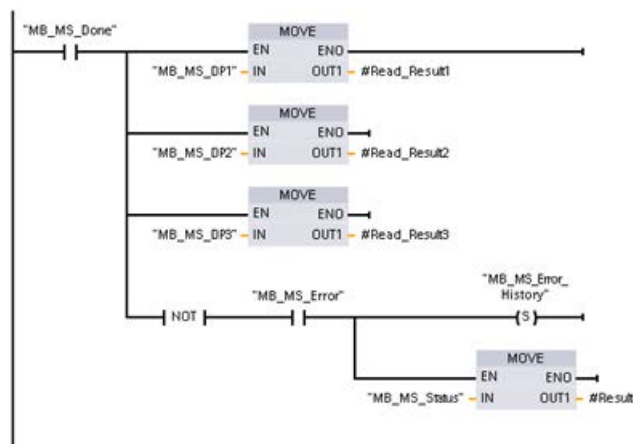 "MB_MS_Done"
MOVE
EN ENO
"MB_MS_DP1" IN OUT1 #Read_Result1
MOVE
EN ENO
"MB_MS_DP2" IN OUT1 #Read_Result2
MOVE
EN ENO
"MB_MS_DP3" IN OUT1 #Read_Result3
"MB_MS_Error_
"MB_MS_Error" History"
NOT S
MOVE
EN ENO
"MB_MS_Status" IN OUT1 #Result